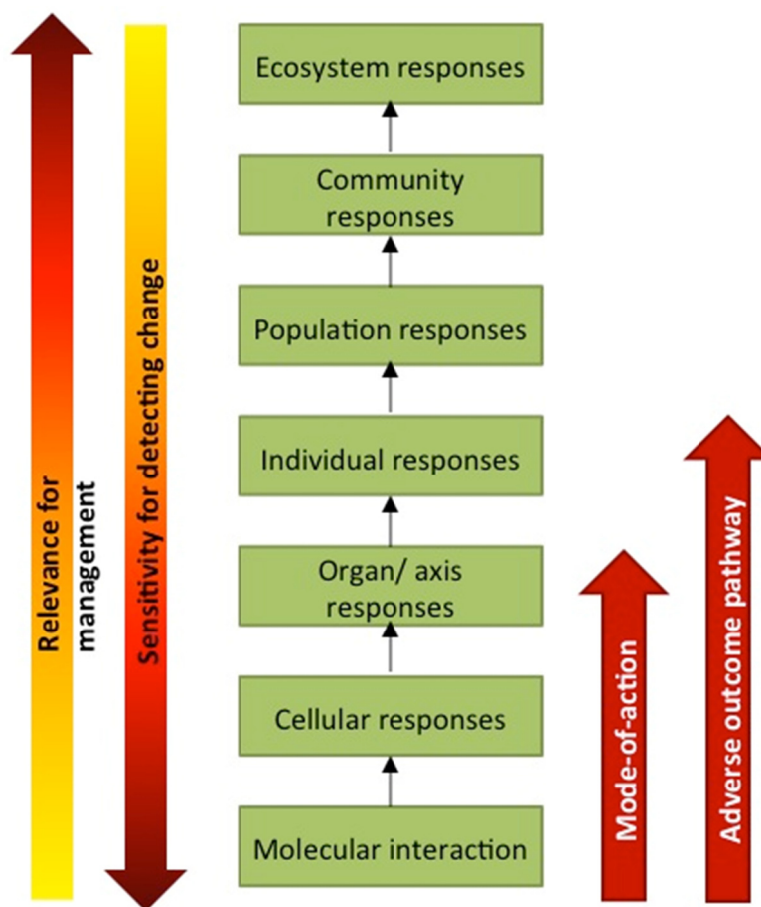 Ecosystem responses
Community
responses
Population responses
Individual responses
Organ/ axis
responses
Cellular responses
Molecular interaction
Relevance for
management
Sensitivity for detecting change
Mode-of-action
Adverse outcome pathway